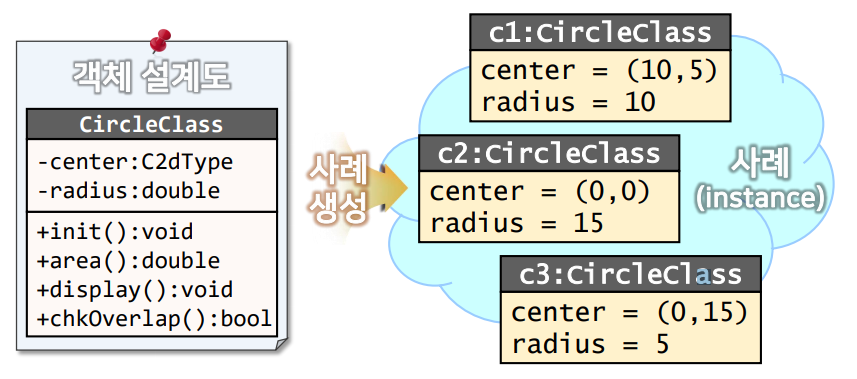 객체 설계도
CircleClass
-center:C2dType
-radius:double
+init():void
+area():double
+display():void
+chkOverlap():bool
사례
생성
c1:CircleClass
center = (10,5)
radius = 10
c2:CircleClass
center = (0,0)
radius = 15
c3:CircleClass
center = (0,15)
radius = 5
사례
(instance)